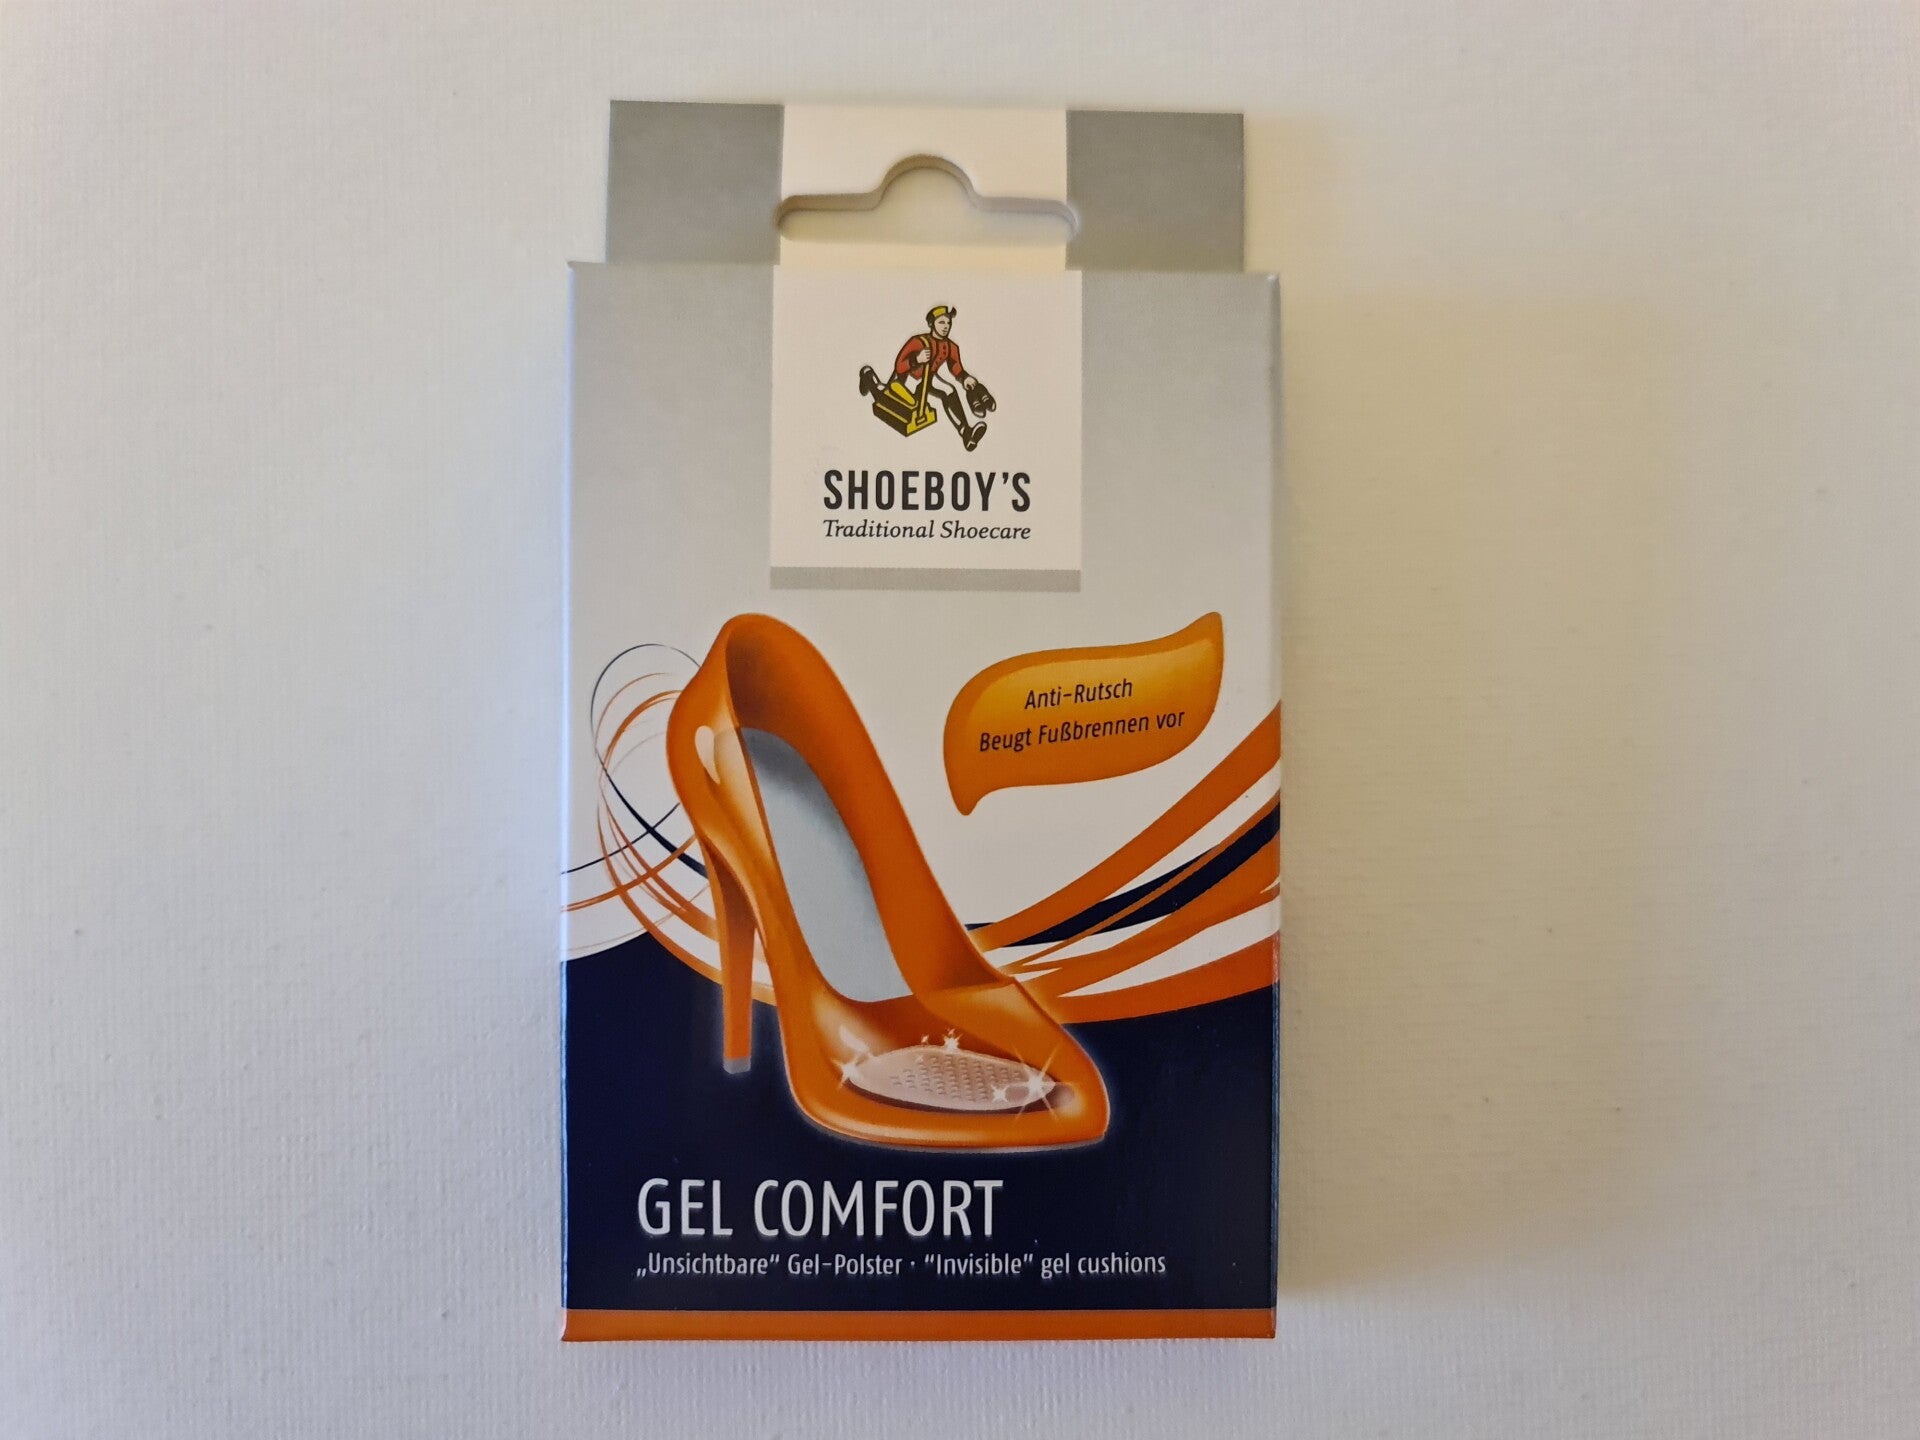 SHOEBOY'S
Traditional Shoecare
Anti-Rutsch
Beugt Fußbrennen vor
GEL COMFORT
„Unsichtbare“ Gel-Polster · “Invisible” gel cushions